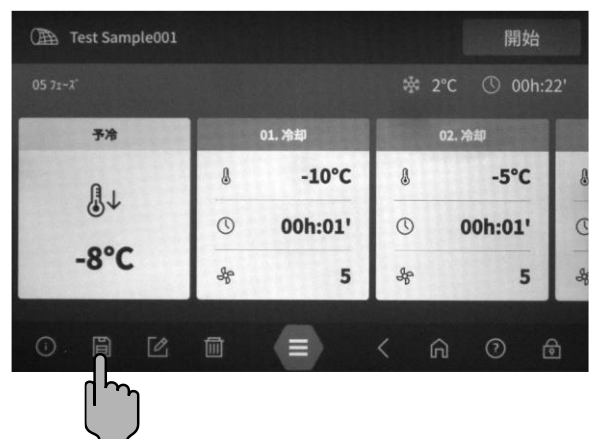 Test Sample001
開始
05 ﾌｪｰｽﾞ
2°C
00h:22'
予冷
-8°C
01. 冷却
-10°C
00h:01'
5
02. 冷却
-5°C
00h:01'
5